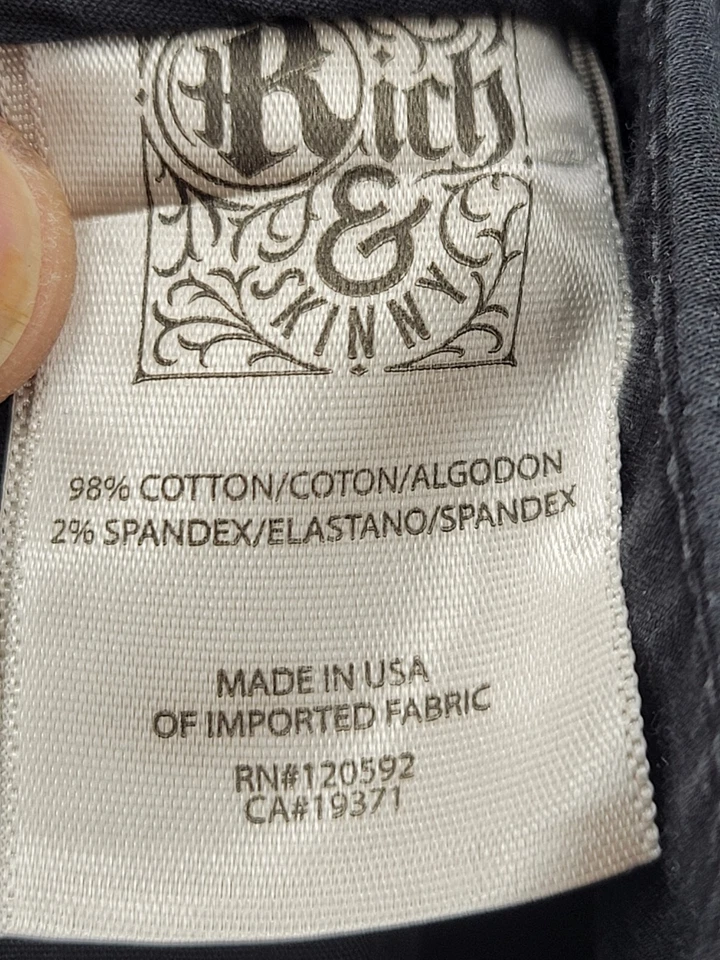 Rich
&
SKINNY
98% COTTON/COTON/ALGODON
2% SPANDEX/ELASTANO/SPANDEX
MADE IN USA
OF IMPORTED FABRIC
RN#120592
CA#19371